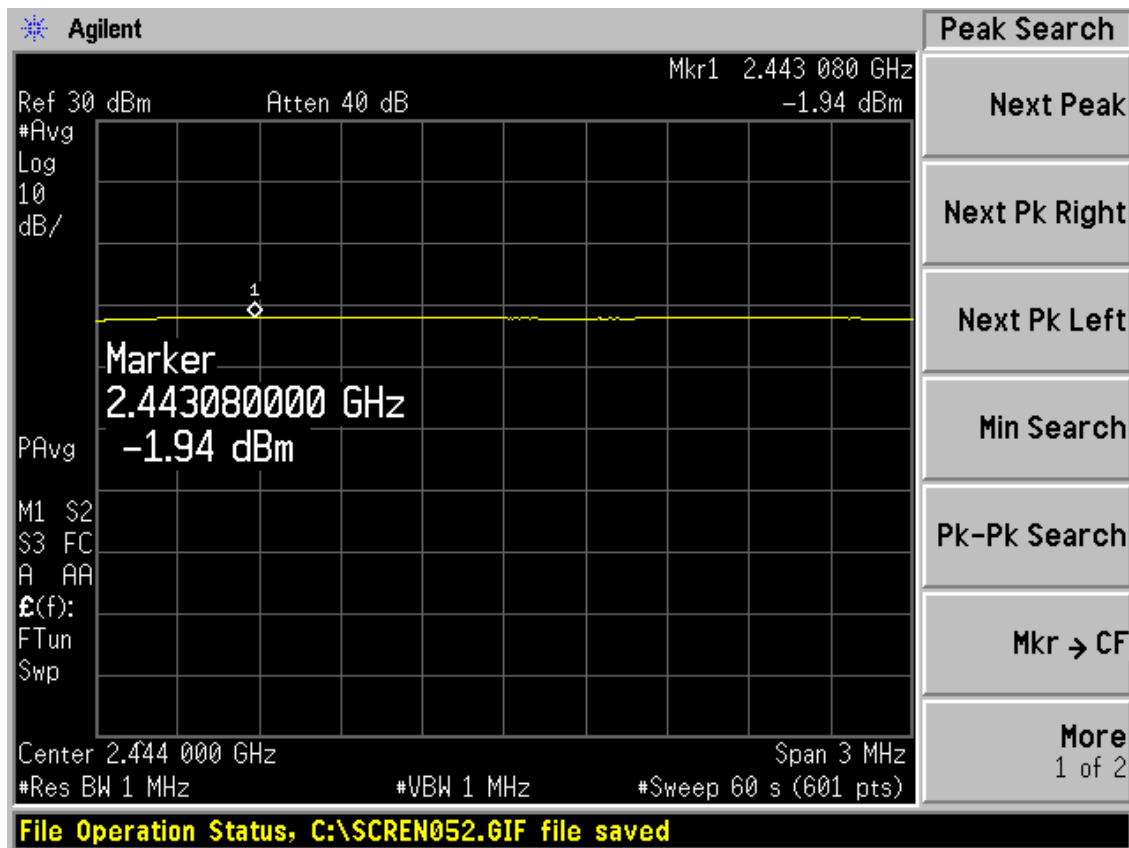 Agilent
Peak Search
Mkr1 2.443 080 GHz
Ref 30 dBm Atten 40 dB -1.94 dBm
#Avg
Log
10
dB/
1
Marker
2.443080000 GHz
-1.94 dBm
PAvg
M1 S2
S3 FC
A AA
£(f):
FTun
Swp
Center 2.444 000 GHz Span 3 MHz
#Res BW 1 MHz #VBW 1 MHz #Sweep 60 s (601 pts)
Next Peak
Next Pk Right
Next Pk Left
Min Search
Pk-Pk Search
Mkr → CF
More
1 of 2
File Operation Status, C:\SCREN052.GIF file saved